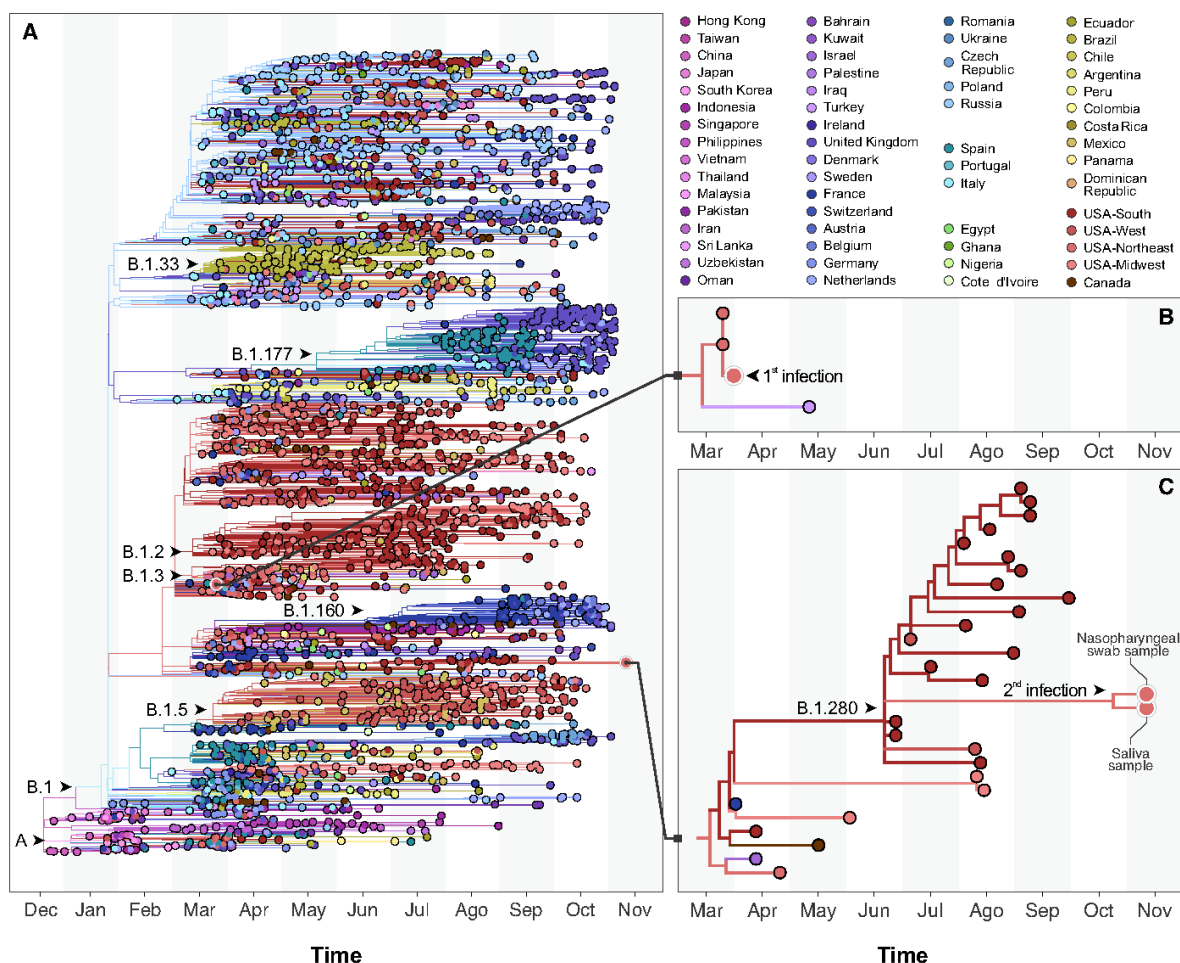 A
B.1.33
B.1.177
B.1.2
B.1.3
B.1.160
B.1.5
B.1
A
Dec Jan Feb Mar Apr May Jun Jul Ago Sep Oct Nov
Time
Hong Kong
Taiwan
China
Japan
South Korea
Indonesia
Singapore
Philippines
Vietnam
Thailand
Malaysia
Pakistan
Iran
Sri Lanka
Uzbekistan
Oman
Bahrain
Kuwait
Israel
Palestine
Iraq
Turkey
Ireland
United Kingdom
Denmark
Sweden
France
Switzerland
Austria
Belgium
Germany
Netherlands
Romania
Ukraine
Czech
Republic
Poland
Russia
Spain
Portugal
Italy
Egypt
Ghana
Nigeria
Cote d'Ivoire
Ecuador
Brazil
Chile
Argentina
Peru
Colombia
Costa Rica
Mexico
Panama
Dominican
Republic
USA-South
USA-West
USA-Northeast
USA-Midwest
Canada
B
1st infection
Mar Apr May Jun Jul Ago Sep Oct Nov
C
Nasopharyngeal
swab sample
2nd infection
B.1.280
Saliva
sample
Mar Apr May Jun Jul Ago Sep Oct Nov
Time